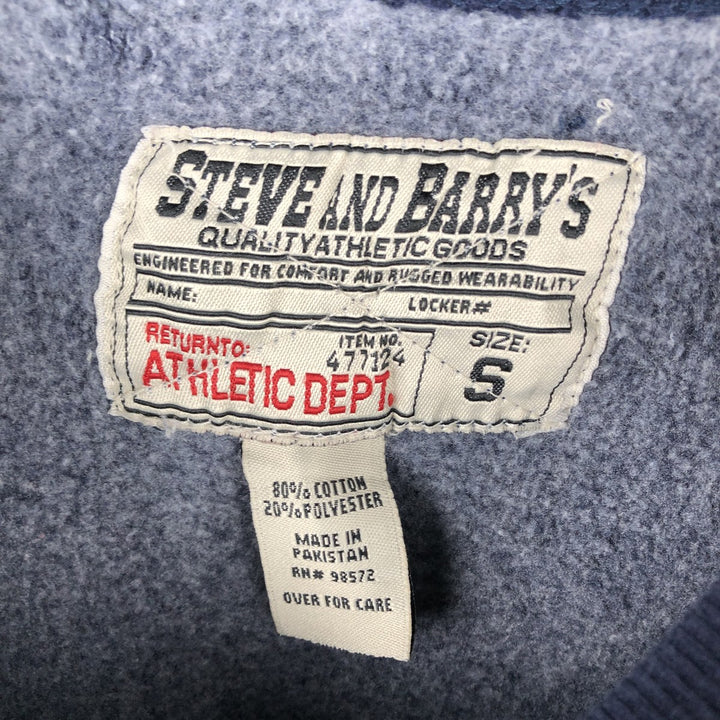 STEVE AND BARRY'S
QUALITY ATHLETIC GOODS
ENGINEERED FOR COMFORT AND RUGGED WEARABILITY
NAME: LOCKER#
RETURN TO: ITEM NO. SIZE:
477124
ATHLETIC DEPT. S
80% COTTON
20% POLYESTER
MADE IN
PAKISTAN
RN# 98572
OVER FOR CARE